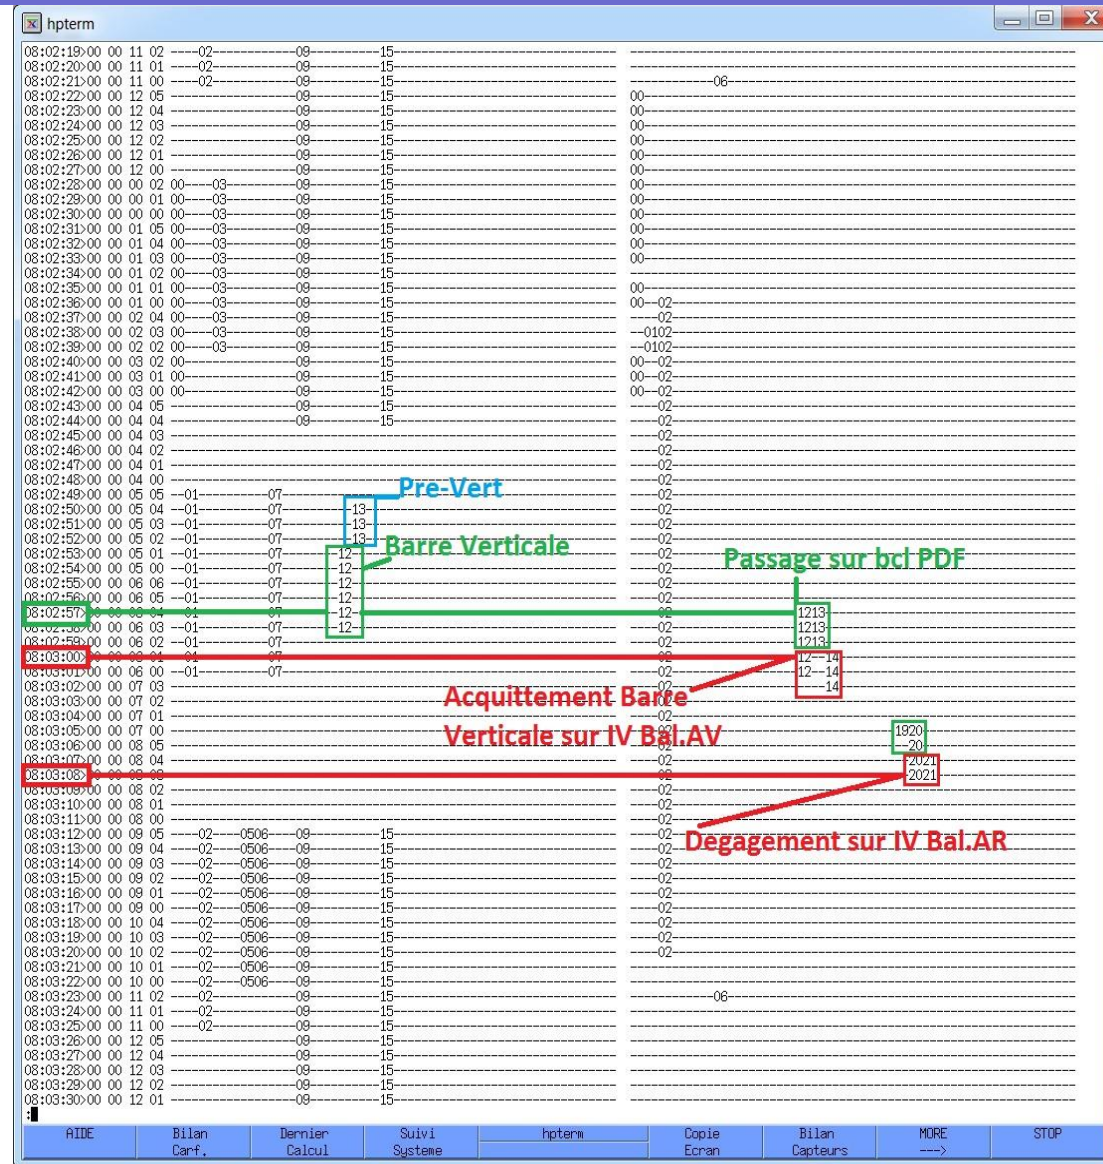 hpterm
08:02:19>00 00 11 02 ----02------------09----------15---------- ----------
08:02:20>00 00 11 01 ----02------------09----------15---------- ----------
08:02:21>00 00 11 00 ----02------------09----------15---------- ------------06----------
08:02:22>00 00 12 05 ------------------09----------15---------- 00----------
08:02:23>00 00 12 04 ------------------09----------15---------- 00----------
08:02:24>00 00 12 03 ------------------09----------15---------- 00----------
08:02:25>00 00 12 02 ------------------09----------15---------- 00----------
08:02:26>00 00 12 01 ------------------09----------15---------- 00----------
08:02:27>00 00 12 00 ------------------09----------15---------- 00----------
08:02:28>00 00 00 02 00----03----------09----------15---------- 00----------
08:02:29>00 00 00 01 00----03----------09----------15---------- 00----------
08:02:30>00 00 00 00 00----03----------09----------15---------- 00----------
08:02:31>00 00 01 05 00----03----------09----------15---------- 00----------
08:02:32>00 00 01 04 00----03----------09----------15---------- 00----------
08:02:33>00 00 01 03 00----03----------09----------15---------- 00----------
08:02:34>00 00 01 02 00----03----------09----------15---------- ----------
08:02:35>00 00 01 01 00----03----------09----------15---------- 00----------
08:02:36>00 00 01 00 00----03----------09----------15---------- 00--02----------
08:02:37>00 00 02 04 00----03----------09----------15---------- ----02----------
08:02:38>00 00 02 03 00----03----------09----------15---------- --0102----------
08:02:39>00 00 02 02 00----03----------09----------15---------- --0102----------
08:02:40>00 00 03 02 00----------------09----------15---------- 00--02----------
08:02:41>00 00 03 01 00----------------09----------15---------- 00--02----------
08:02:42>00 00 03 00 00----------------09----------15---------- 00--02----------
08:02:43>00 00 04 05 ------------------09----------15---------- ----02----------
08:02:44>00 00 04 04 ------------------09----------15---------- ----02----------
08:02:45>00 00 04 03 ---------- ----02----------
08:02:46>00 00 04 02 ---------- ----02----------
08:02:47>00 00 04 01 ---------- ----02----------
08:02:48>00 00 04 00 ---------- ----02----------
08:02:49>00 00 05 05 --01----------07---------- ----02----------
Pre-Vert
08:02:50>00 00 05 04 --01----------07----------13---------- ----02----------
08:02:51>00 00 05 03 --01----------07----------13---------- ----02----------
08:02:52>00 00 05 02 --01----------07----------13---------- ----02----------
Barre Verticale
08:02:53>00 00 05 01 --01----------07--------12---------- ----02----------
Passage sur bcl PDF
08:02:54>00 00 05 00 --01----------07--------12---------- ----02----------
08:02:55>00 00 06 06 --01----------07--------12---------- ----02----------
08:02:56>00 00 06 05 --01----------07--------12---------- ----02----------
08:02:57> 12 1213
08:02:58>00 00 06 03 --01----------07--------12---------- ----02----------1213----------
08:02:59>00 00 06 02 --01----------07---------- ----02----------1213----------
08:03:00> 12--14
08:03:01>00 00 06 00 --01----------07---------- ----02----------12--14----------
08:03:02>00 00 07 03 ---------- ----02----------14----------
Acquittement Barre
08:03:03>00 00 07 02 ----------
08:03:04>00 00 07 01 ---------- ----02----------
Verticale sur IV Bal.AV
08:03:05>00 00 07 00 ---------- ----02----------1920----------
08:03:06>00 00 08 05 ---------- ----02----------20----------
08:03:07>00 00 08 04 ---------- ----02----------2021----------
08:03:08> 2021
08:03:09>00 00 08 02 ---------- ----02----------
08:03:10>00 00 08 01 ---------- ----02----------
08:03:11>00 00 08 00 ---------- ----02----------
08:03:12>00 00 09 05 ----02----0506----09----------15---------- ----02----------
Degagement sur IV Bal.AR
08:03:13>00 00 09 04 ----02----0506----09----------15---------- ----02----------
08:03:14>00 00 09 03 ----02----0506----09----------15---------- ----02----------
08:03:15>00 00 09 02 ----02----0506----09----------15---------- ----02----------
08:03:16>00 00 09 01 ----02----0506----09----------15---------- ----02----------
08:03:17>00 00 09 00 ----02----0506----09----------15---------- ----02----------
08:03:18>00 00 10 04 ----02----0506----09----------15---------- ----02----------
08:03:19>00 00 10 03 ----02----0506----09----------15---------- ----02----------
08:03:20>00 00 10 02 ----02----0506----09----------15---------- ----02----------
08:03:21>00 00 10 01 ----02----0506----09----------15---------- ----------
08:03:22>00 00 10 00 ----02----0506----09----------15---------- ----------
08:03:23>00 00 11 02 ----02------------09----------15---------- ------------06----------
08:03:24>00 00 11 01 ----02------------09----------15---------- ----------
08:03:25>00 00 11 00 ----02------------09----------15---------- ----------
08:03:26>00 00 12 05 ------------------09----------15---------- ----------
08:03:27>00 00 12 04 ------------------09----------15---------- ----------
08:03:28>00 00 12 03 ------------------09----------15---------- ----------
08:03:29>00 00 12 02 ------------------09----------15---------- ----------
08:03:30>00 00 12 01 ------------------09----------15---------- ----------
:
AIDE Bilan Dernier Suivi hpterm Copie Bilan MORE STOP
Carf. Calcul Systeme Ecran Capteurs --->